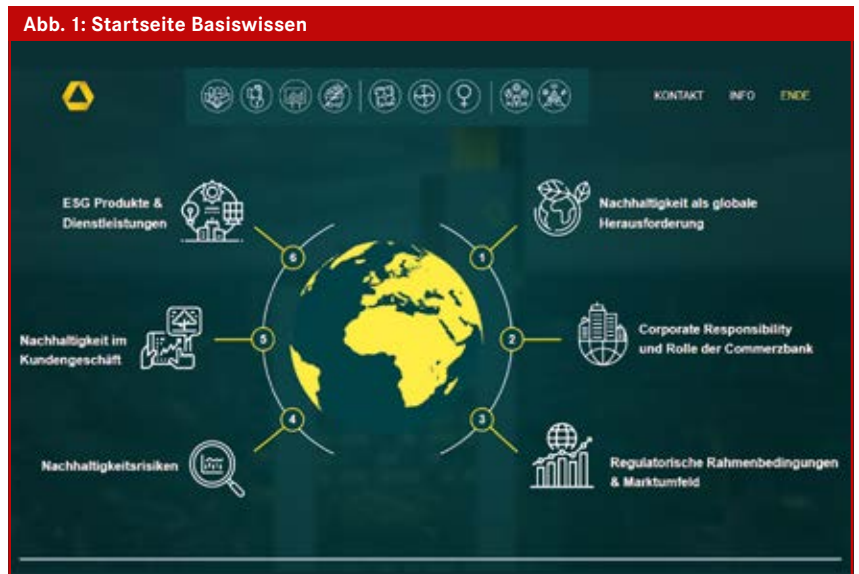 Abb. 1: Startseite Basiswissen
KONTAKT INFO ENDE
ESG Produkte &
Dienstleistungen
6
Nachhaltigkeit als globale
Herausforderung
1
Nachhaltigkeit im
Kundengeschäft
5
Corporate Responsibility
und Rolle der Commerzbank
2
Nachhaltigkeitsrisiken
4
Regulatorische Rahmenbedingungen
& Marktumfeld
3